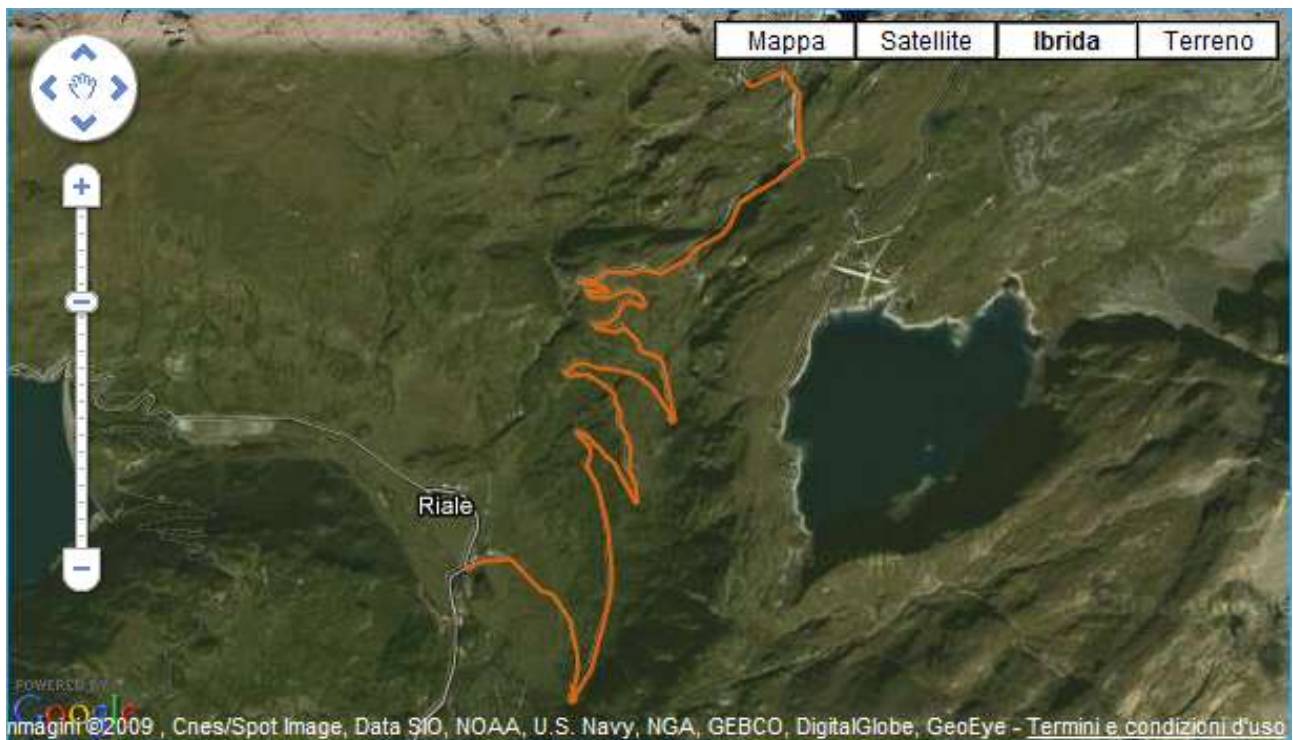 Mappa Satellite Ibrida Terreno
+
Riale
−
POWERED BY
Google
nmagini ©2009 , Cnes/Spot Image, Data SIO, NOAA, U.S. Navy, NGA, GEBCO, DigitalGlobe, GeoEye - Termini e condizioni d'uso